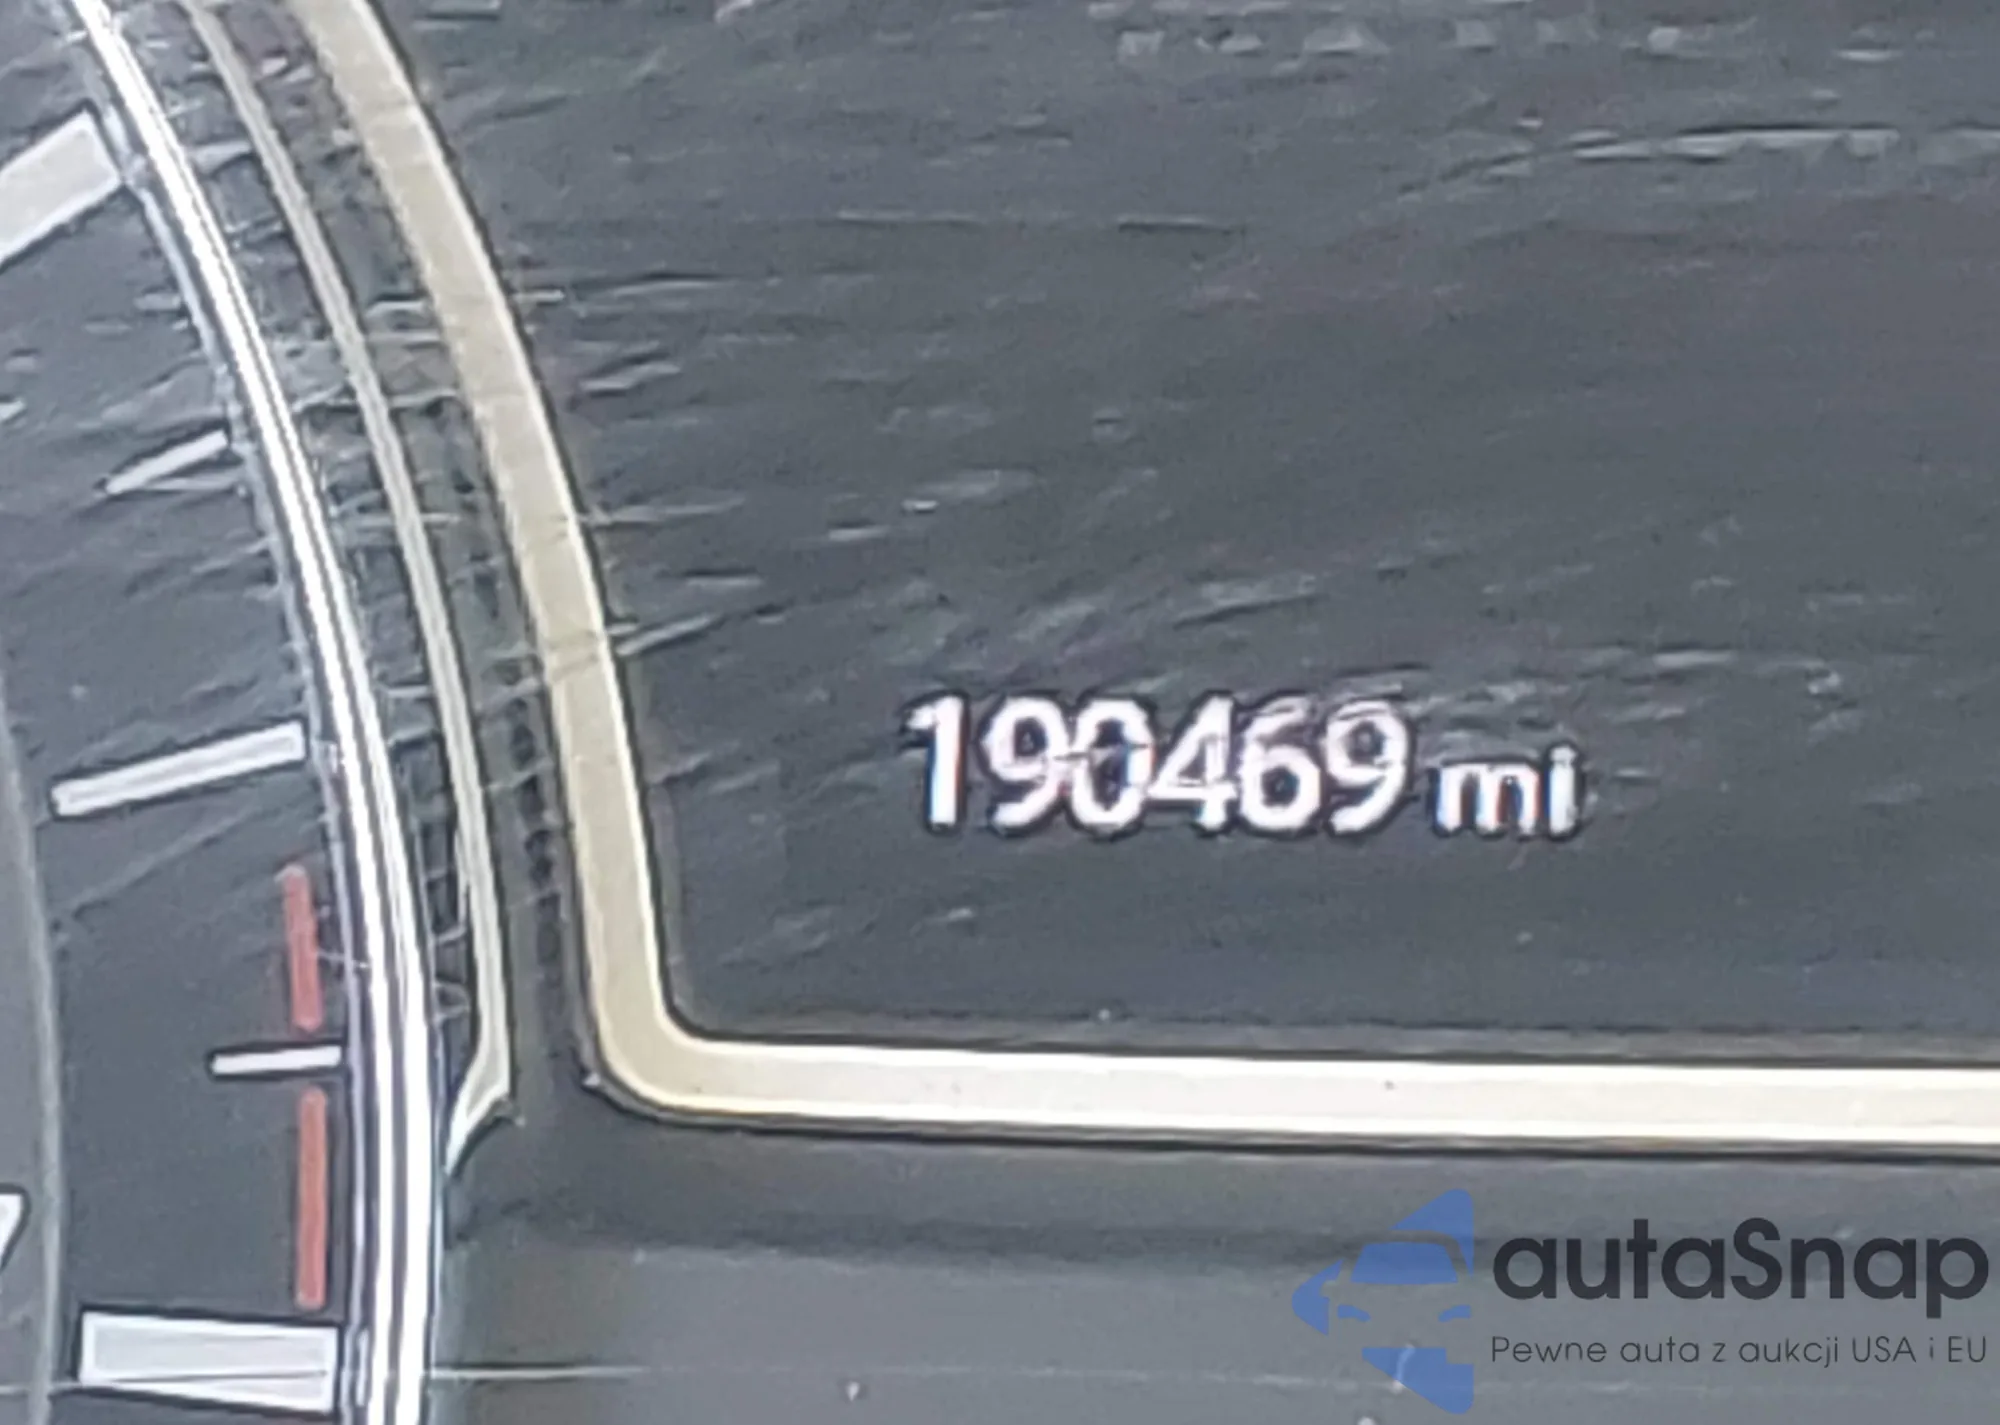 190469 mi
autaSnap
Pewne auta z aukcji USA i EU